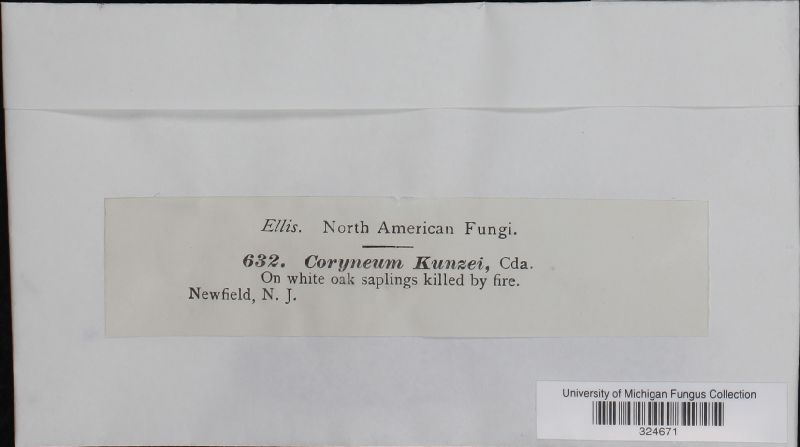 Ellis. North American Fungi.
632. Coryneum Kunzei, Cda.
On white oak saplings killed by fire.
Newfield, N. J.
University of Michigan Fungus Collection
324671